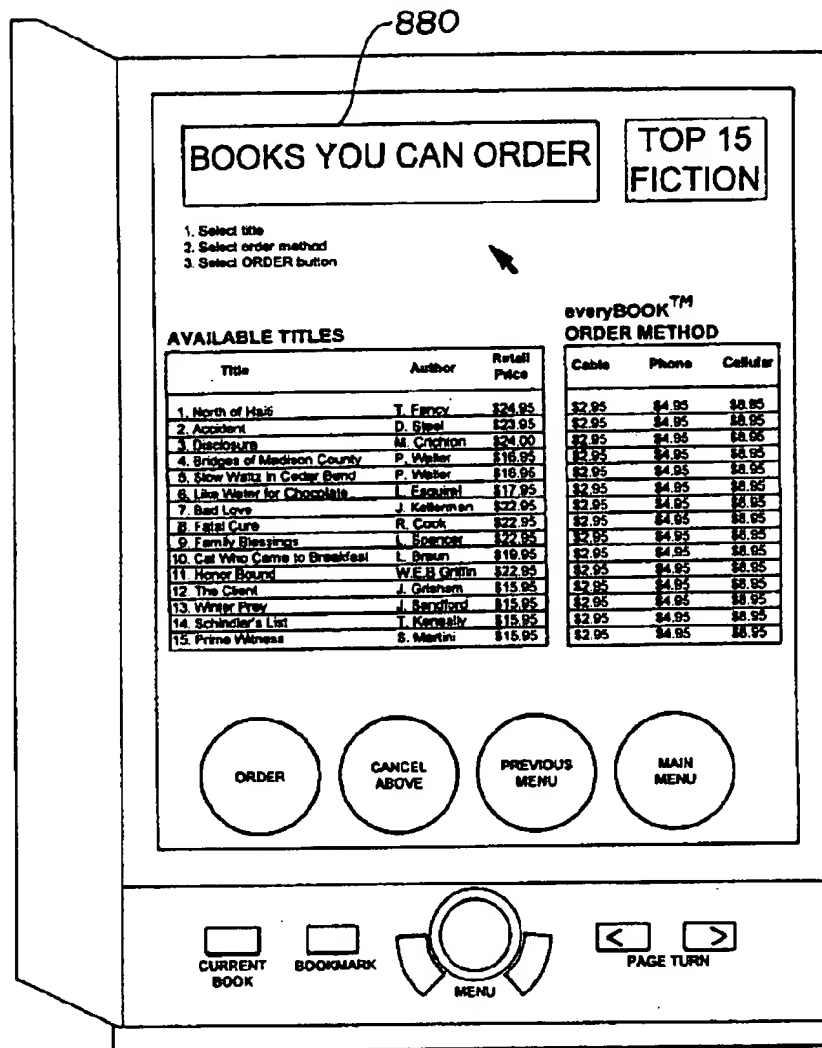 880
BOOKS YOU CAN ORDER
TOP 15
FICTION
1. Select title
2. Select order method
3. Select ORDER button
everyBOOK™
ORDER METHOD
AVAILABLE TITLES
Title Author Retail Price Cable Phone Cellular
1. North of Haiti T. Fancy $24.95 $2.95 $4.95 $8.95
2. Accident D. Steel $23.95 $2.95 $4.95 $8.95
3. Disclosure M. Crichton $24.00 $2.95 $4.95 $8.95
4. Bridges of Madison County P. Waller $16.95 $2.95 $4.95 $8.95
5. Slow Waltz in Cedar Bend P. Waller $16.95 $2.95 $4.95 $8.95
6. Like Water for Chocolate L. Esquirel $17.95 $2.95 $4.95 $8.95
7. Bad Love J. Kellerman $22.95 $2.95 $4.95 $8.95
8. Fatal Cure R. Cook $22.95 $2.95 $4.95 $8.95
9. Family Blessings L. Spencer $22.95 $2.95 $4.95 $8.95
10. Cat Who Came to Breakfast L. Braun $19.95 $2.95 $4.95 $8.95
11. Honor Bound W.E.B Griffin $22.95 $2.95 $4.95 $8.95
12. The Client J. Grisham $15.95 $2.95 $4.95 $8.95
13. Winter Prey J. Sandford $15.95 $2.95 $4.95 $8.95
14. Schindler's List T. Keneally $15.95 $2.95 $4.95 $8.95
15. Prime Witness S. Martini $15.95 $2.95 $4.95 $8.95
ORDER
CANCEL
ABOVE
PREVIOUS
MENU
MAIN
MENU
CURRENT
BOOK
BOOKMARK
MENU
< >
PAGE TURN